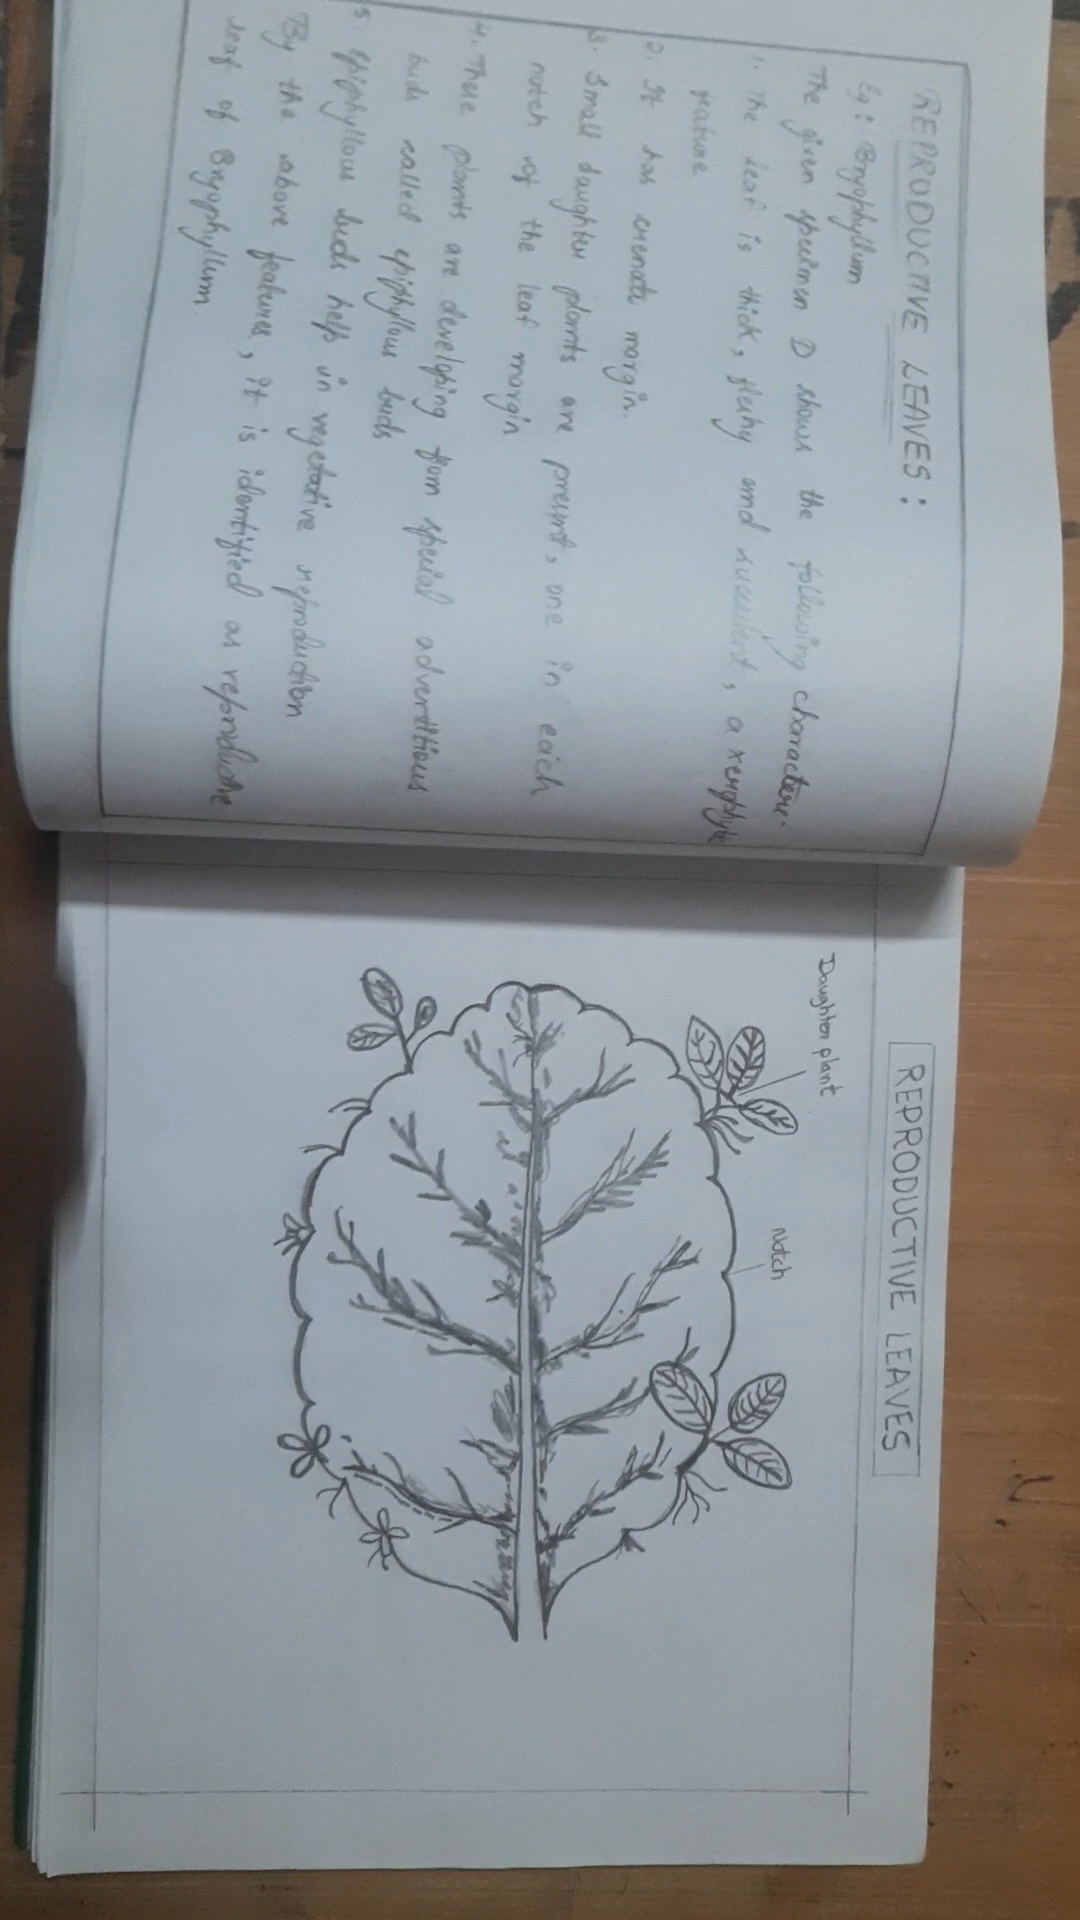 REPRODUCTIVE LEAVES :
Eg : Bryophyllum
The given specimen D shows the following characters.
1. The leaf is thick, fleshy and succulent, a xerophyte
feature
2. It has crenate margin.
3. Small daughter plants are present, one in each
notch of the leaf margin
4. These plants are developing from special adventitious
buds called epiphyllous buds
5. Epiphyllous buds help in vegetative reproduction
By the above features, it is identified as reproductive
leaf of Bryophyllum.
REPRODUCTIVE LEAVES
Daughter plant
Notch